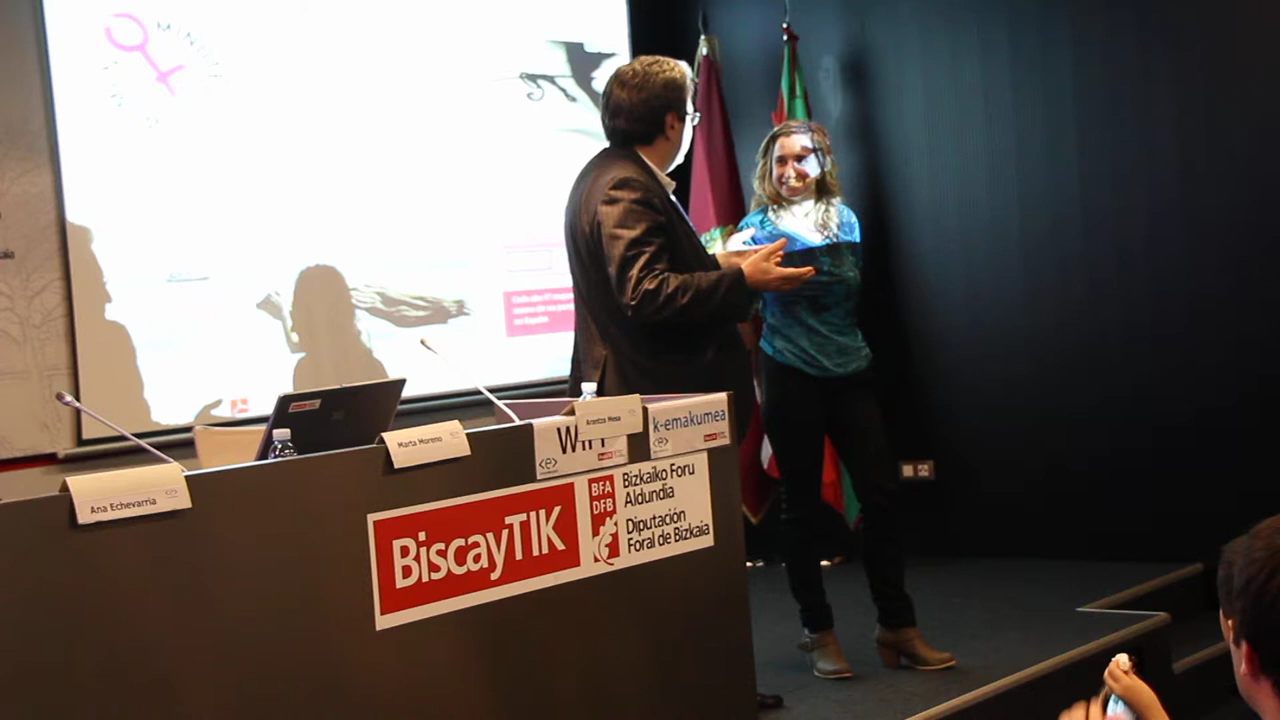 Arantza Mesa
k-emakumea
Marta Moreno
Ana Echevarria
BiscayTIK
BFA
DFB
Bizkaiko Foru
Aldundia
Diputación
Foral de Bizkaia